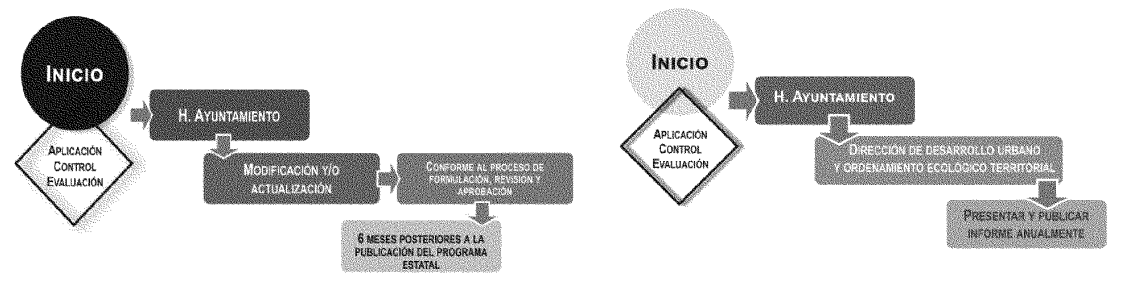 INICIO
APLICACIÓN
CONTROL
EVALUACIÓN
H. AYUNTAMIENTO
MODIFICACIÓN Y/O
ACTUALIZACIÓN
CONFORME AL PROCESO DE
FORMULACIÓN, REVISION Y
APROBACIÓN
6 MESES POSTERIORES A LA
PUBLICACIÓN DEL PROGRAMA
ESTATAL
INICIO
APLICACIÓN
CONTROL
EVALUACIÓN
H. AYUNTAMIENTO
DIRECCIÓN DE DESARROLLO URBANO
Y ORDENAMIENTO ECOLÓGICO TERRITORIAL
PRESENTAR Y PUBLICAR
INFORME ANUALMENTE